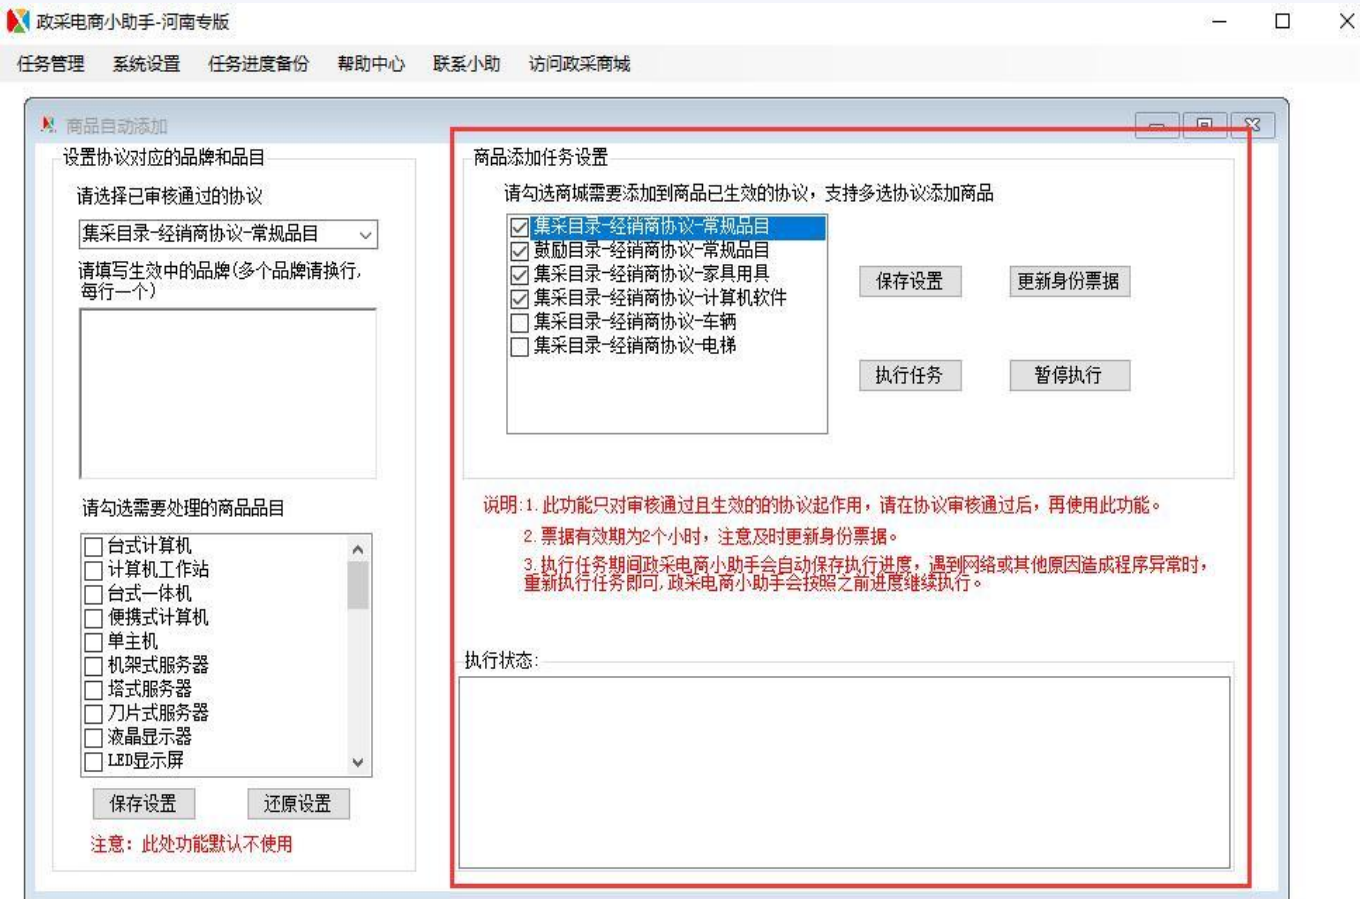 政采电商小助手-河南专版
任务管理 系统设置 任务进度备份 帮助中心 联系小助 访问政采商城
商品自动添加
设置协议对应的品牌和品目
请选择已审核通过的协议
集采目录-经销商协议-常规品目
请填写生效中的品牌(多个品牌请换行,
每行一个)
请勾选需要处理的商品品目
台式计算机
计算机工作站
台式一体机
便携式计算机
单主机
机架式服务器
塔式服务器
刀片式服务器
液晶显示器
LED显示屏
保存设置 还原设置
注意：此处功能默认不使用
商品添加任务设置
请勾选商城需要添加到商品已生效的协议，支持多选协议添加商品
集采目录-经销商协议-常规品目
鼓励目录-经销商协议-常规品目
集采目录-经销商协议-家具用具
集采目录-经销商协议-计算机软件
集采目录-经销商协议-车辆
集采目录-经销商协议-电梯
保存设置 更新身份票据
执行任务 暂停执行
说明:1.此功能只对审核通过且生效的的协议起作用，请在协议审核通过后，再使用此功能。
2.票据有效期为2个小时，注意及时更新身份票据。
3.执行任务期间政采电商小助手会自动保存执行进度，遇到网络或其他原因造成程序异常时，
重新执行任务即可,政采电商小助手会按照之前进度继续执行。
执行状态: